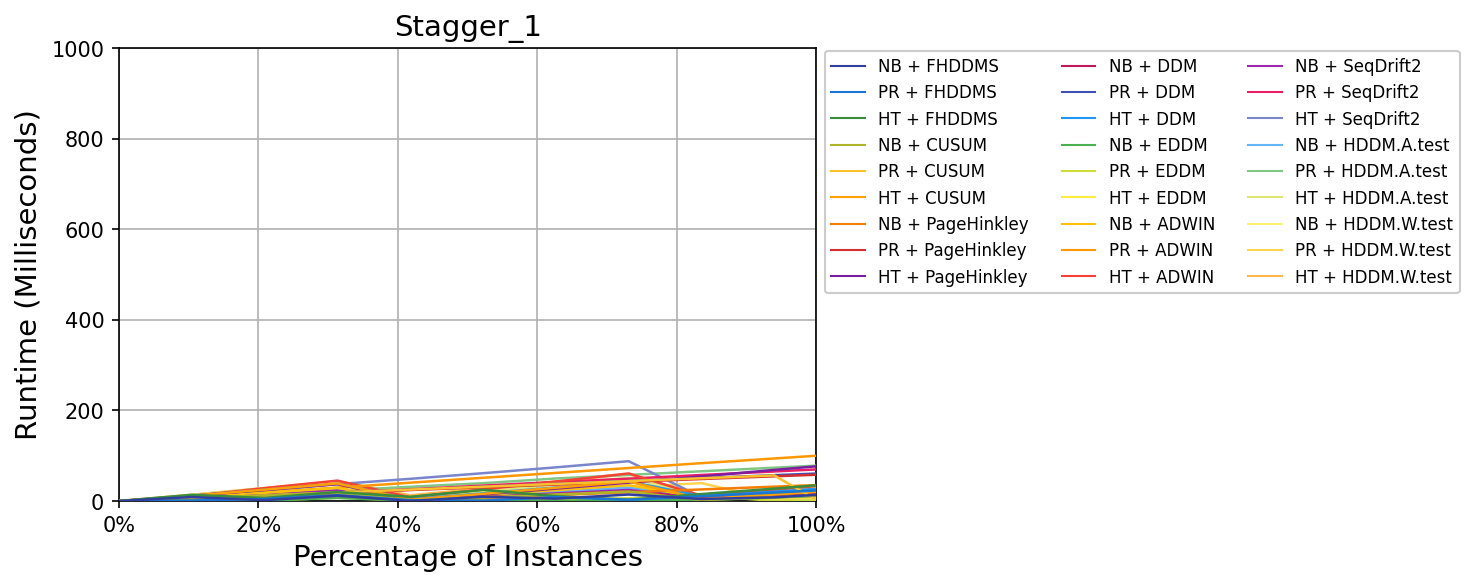 Stagger_1
1000
800
600
400
200
0
0% 20% 40% 60% 80% 100%
Runtime (Milliseconds)
Percentage of Instances
NB + FHDDMS
PR + FHDDMS
HT + FHDDMS
NB + CUSUM
PR + CUSUM
HT + CUSUM
NB + PageHinkley
PR + PageHinkley
HT + PageHinkley
NB + DDM
PR + DDM
HT + DDM
NB + EDDM
PR + EDDM
HT + EDDM
NB + ADWIN
PR + ADWIN
HT + ADWIN
NB + SeqDrift2
PR + SeqDrift2
HT + SeqDrift2
NB + HDDM.A.test
PR + HDDM.A.test
HT + HDDM.A.test
NB + HDDM.W.test
PR + HDDM.W.test
HT + HDDM.W.test